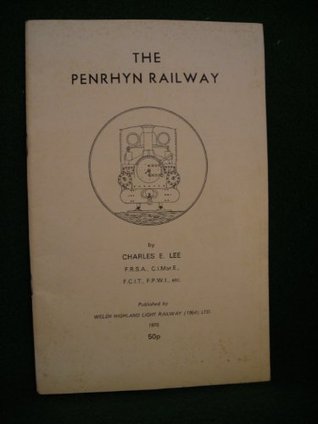 THE
PENRHYN RAILWAY
by
CHARLES E. LEE
F.R.S.A., C.I.Mar.E.,
F.C.I.T., F.P.W.I., etc.
Published by
WELSH HIGHLAND LIGHT RAILWAY (1964) LTD.
1972
50p